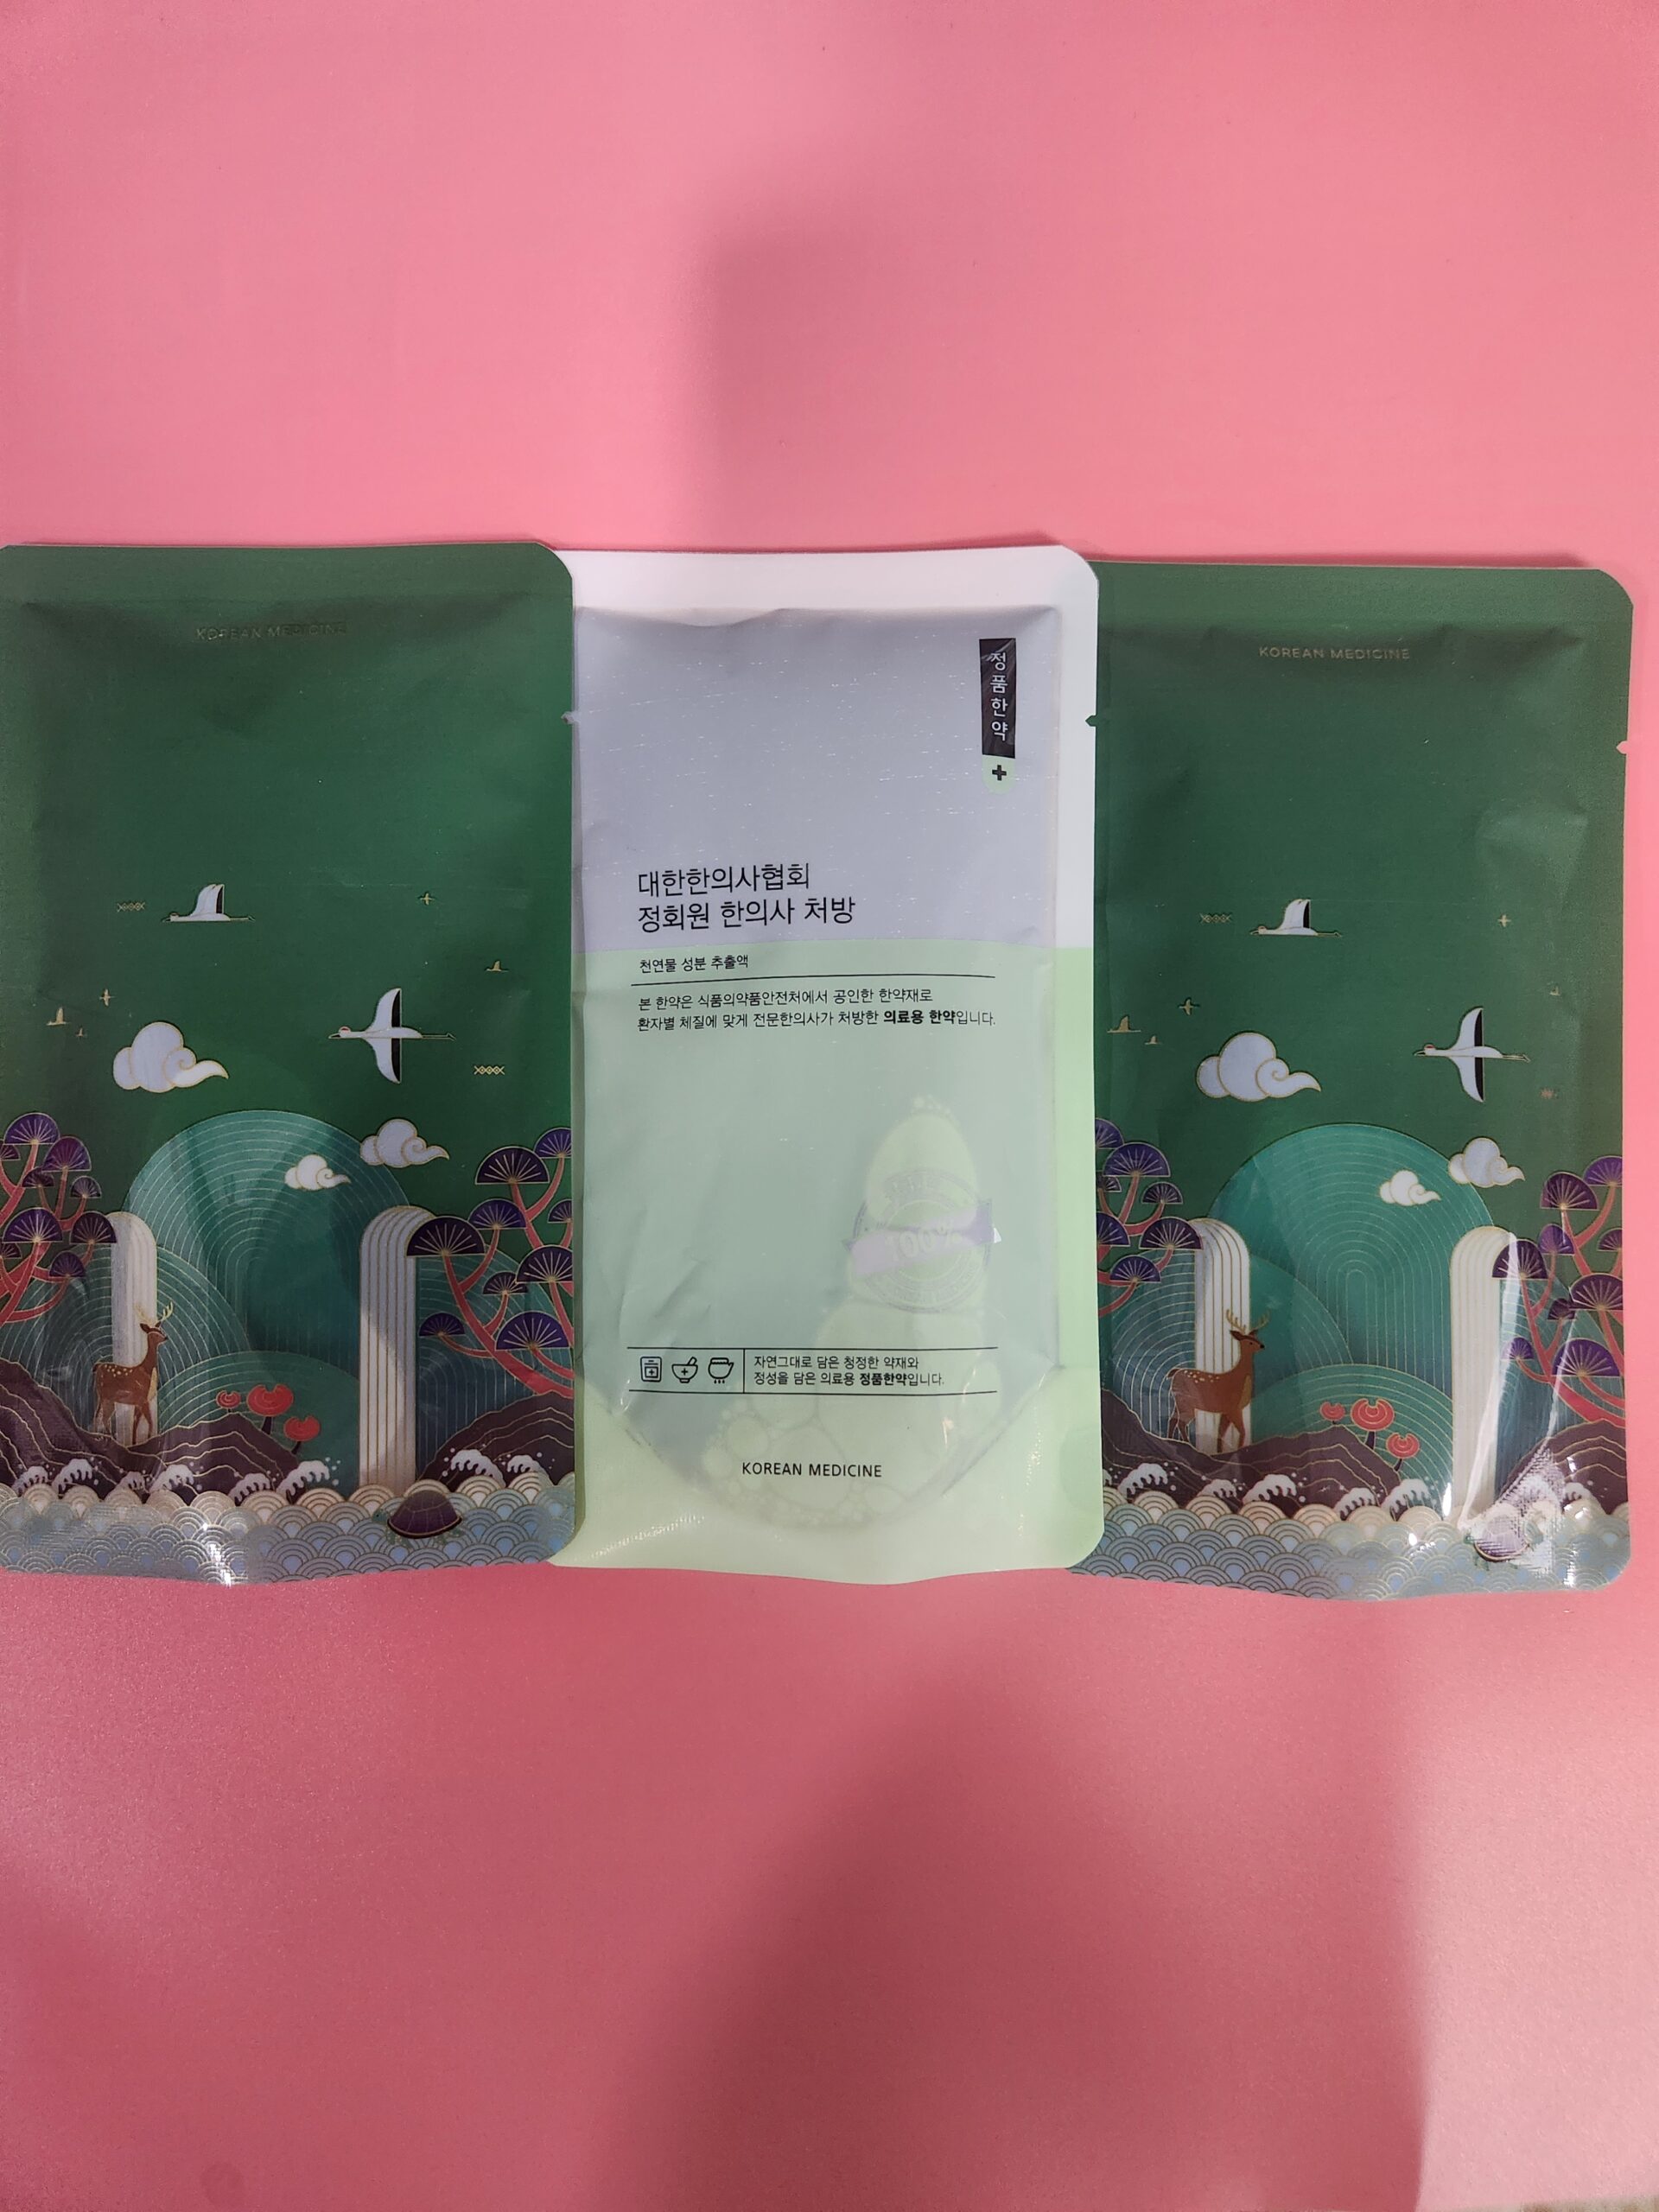 KOREAN MEDICINE
정품한약
대한한의사협회
정회원 한의사 처방
천연물 성분 추출액
본 한약은 식품의약품안전처에서 공인한 한약재로
환자별 체질에 맞게 전문한의사가 처방한 의료용 한약입니다.
100%
자연그대로 담은 청정한 약재와
정성을 담은 의료용 정품한약입니다.
KOREAN MEDICINE
KOREAN MEDICINE